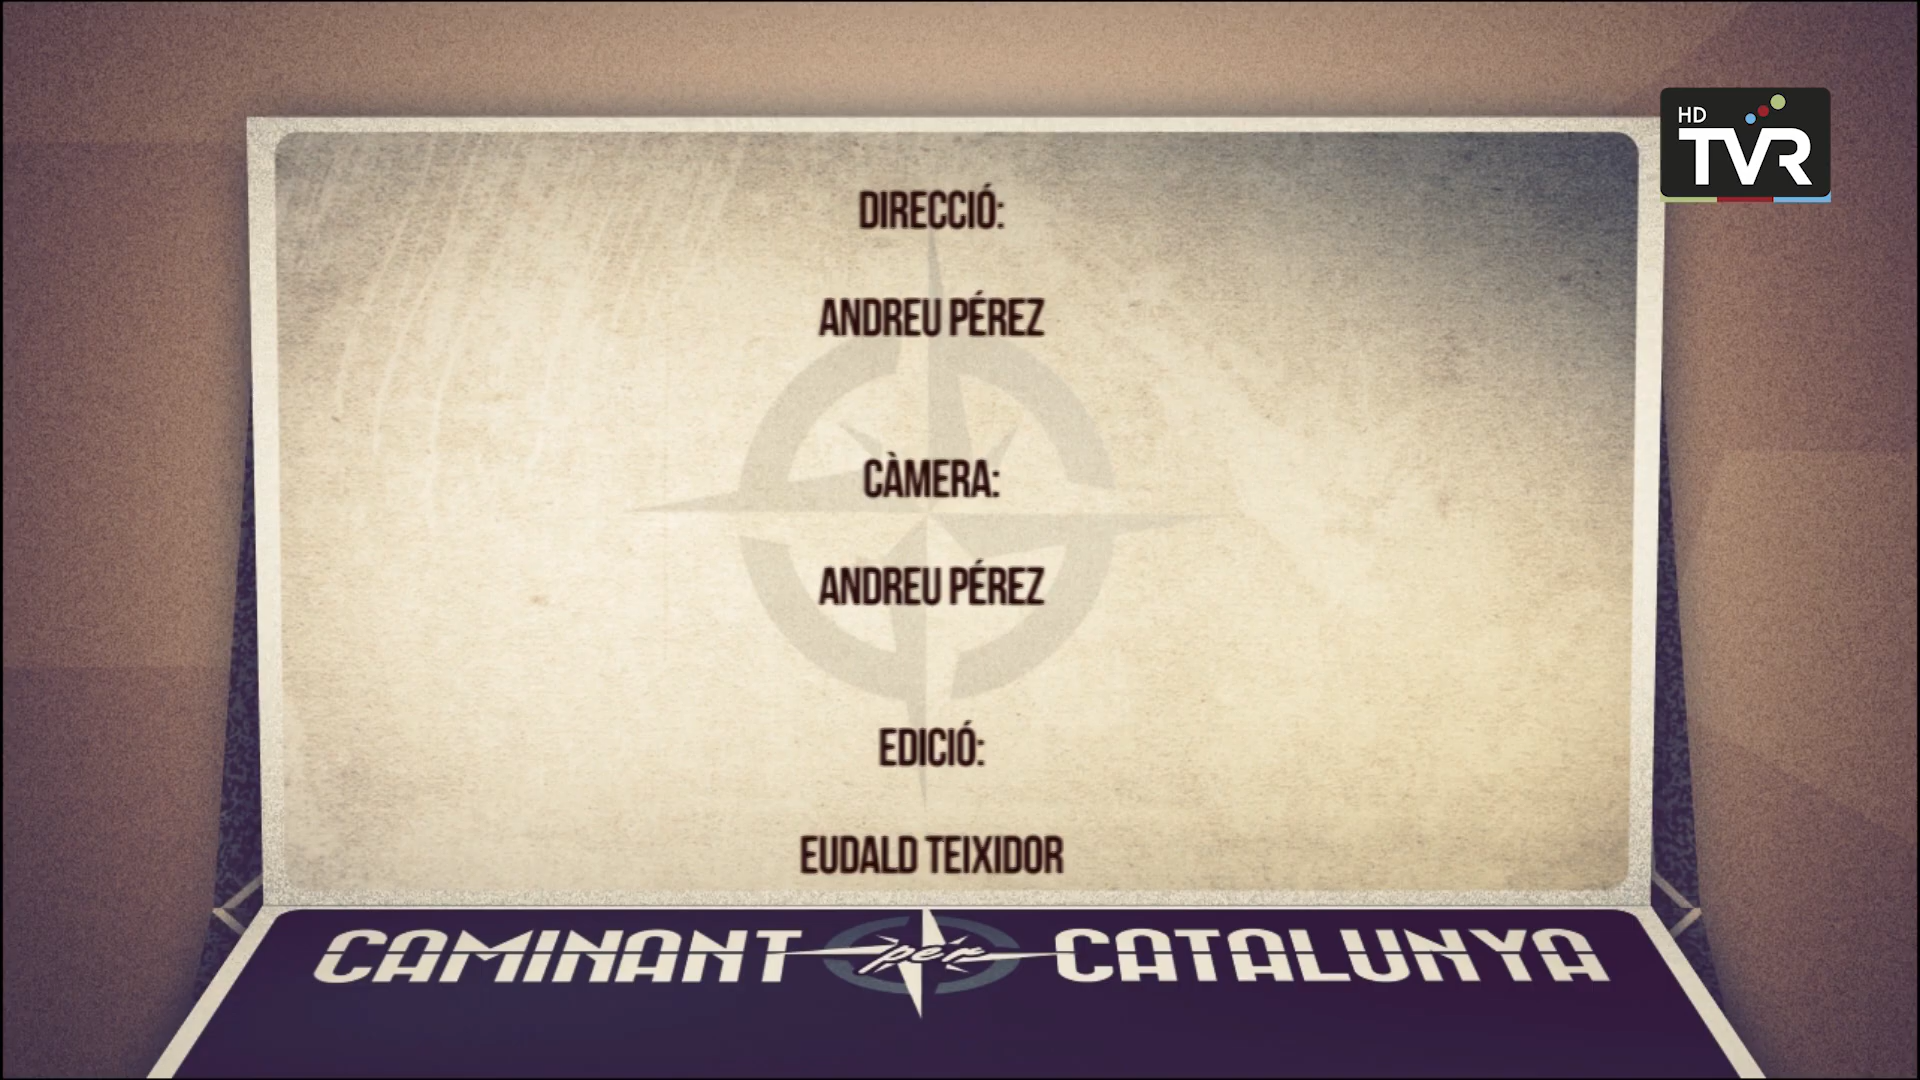 HD
TVR
DIRECCIÓ:
ANDREU PÉREZ
CÀMERA:
ANDREU PÉREZ
EDICIÓ:
EUDALD TEIXIDOR
CAMINANT per CATALUNYA